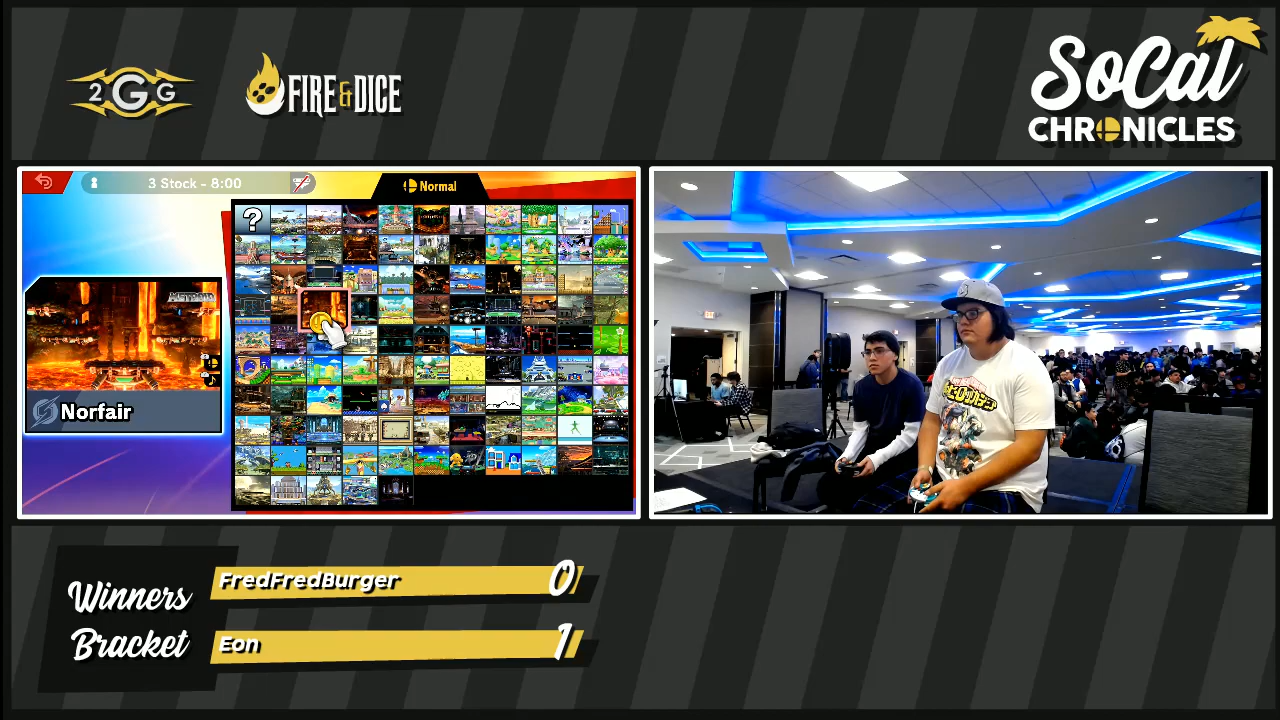 2GG
FIRE & DICE
SoCal
CHRONICLES
3 Stock - 8:00
Normal
?
METROID
Norfair
Winners
Bracket
FredFredBurger 0
Eon 1